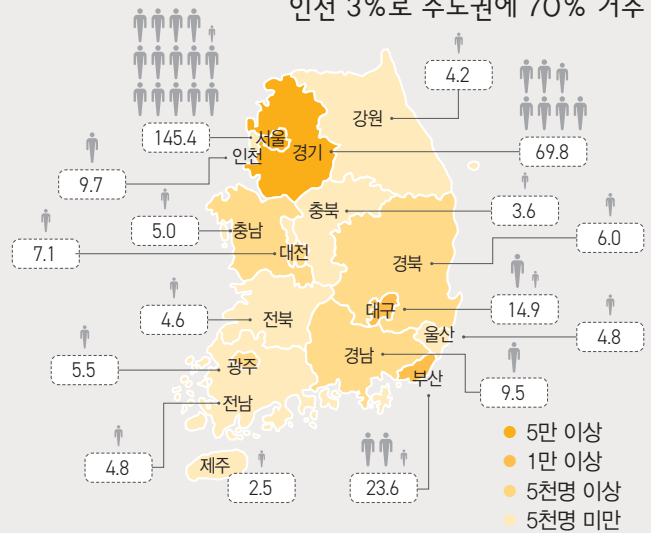 인천 3%로 수도권에 70% 거주
4.2
강원
145.4
서울
인천
경기
69.8
9.7
충북
3.6
5.0
충남
7.1
대전
경북
6.0
대구
14.9
4.6
전북
울산
4.8
5.5
광주
경남
부산
9.5
전남
4.8
제주
2.5
23.6
5만 이상
1만 이상
5천명 이상
5천명 미만